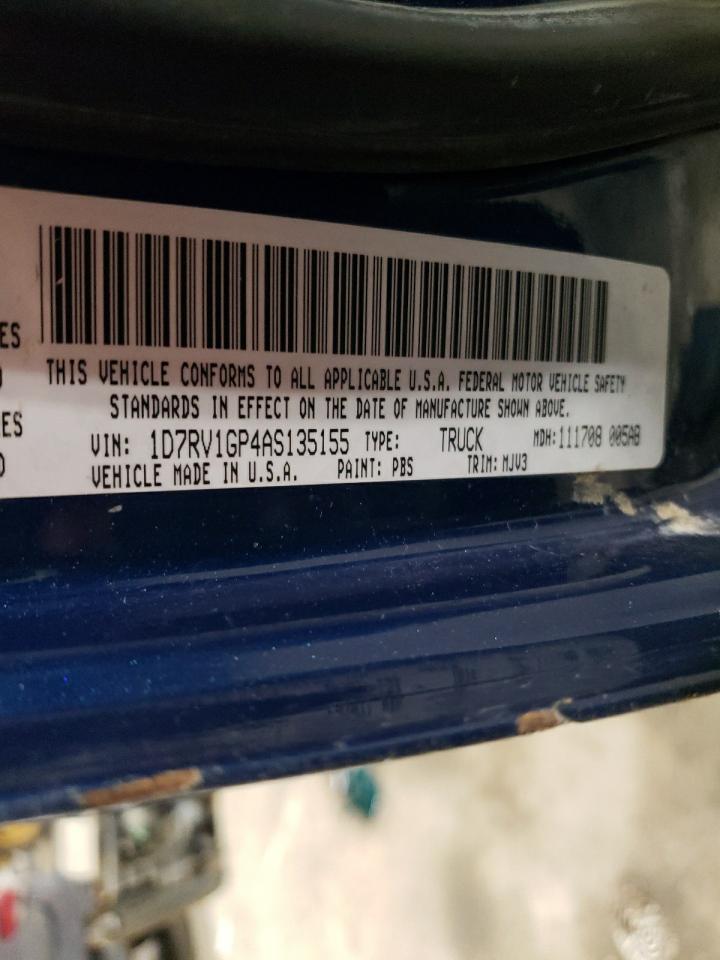 ES
THIS VEHICLE CONFORMS TO ALL APPLICABLE U.S.A. FEDERAL MOTOR VEHICLE SAFETY
STANDARDS IN EFFECT ON THE DATE OF MANUFACTURE SHOWN ABOVE.
ES
VIN: 1D7RV1GP4AS135155 TYPE: TRUCK MDH:111708 005AB
VEHICLE MADE IN U.S.A. PAINT: PBS TRIM: MJV3